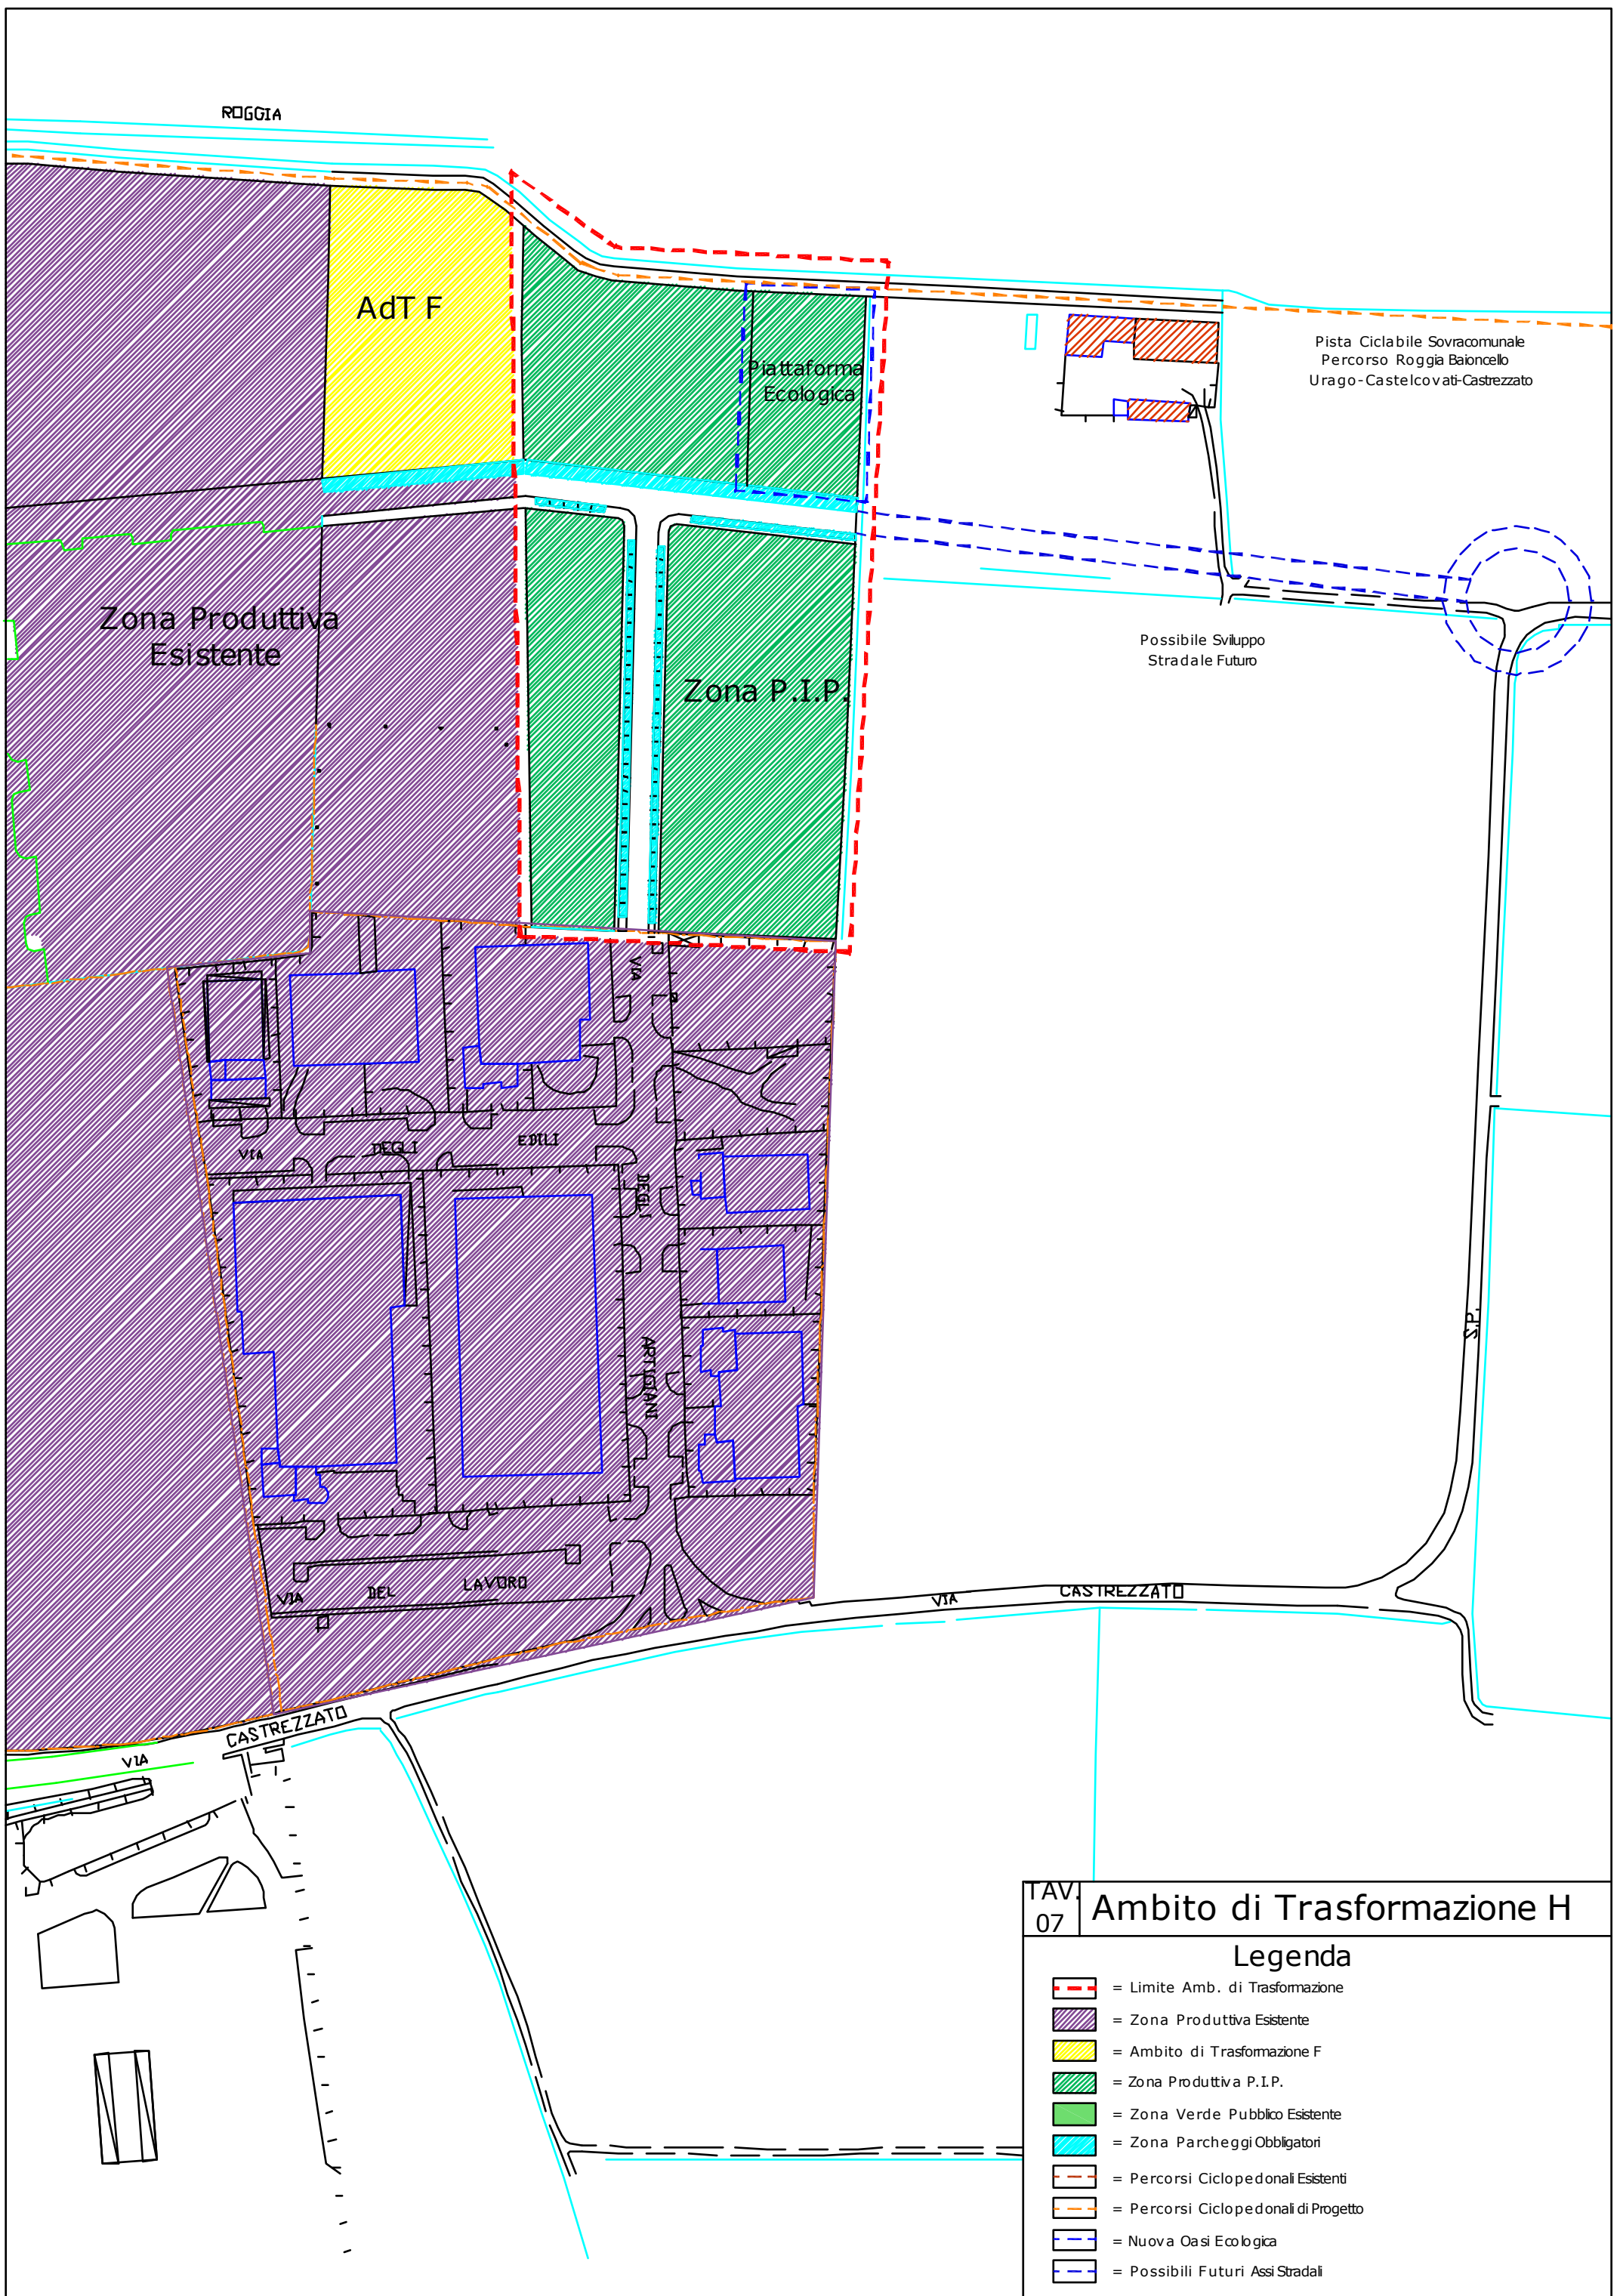 ROGGIA
AdT F
Piattaforma
Ecologica
Pista Ciclabile Sovracomunale
Percorso Roggia Baioncello
Urago-Castelcovati-Castrezzato
Zona Produttiva
Esistente
Possibile Sviluppo
Stradale Futuro
Zona P.I.P.
VIA
DEGLI
ARTIGIANI
VIA
DEGLI
EDILI
S.P.
VIA
DEL
LAVORO
VIA
CASTREZZATO
VIA
CASTREZZATO
TAV.
07
Ambito di Trasformazione H
Legenda
= Limite Amb. di Trasformazione
= Zona Produttiva Esistente
= Ambito di Trasformazione F
= Zona Produttiva P.I.P.
= Zona Verde Pubblico Esistente
= Zona Parcheggi Obbligatori
= Percorsi Ciclopedonali Esistenti
= Percorsi Ciclopedonali di Progetto
= Nuova Oasi Ecologica
= Possibili Futuri Assi Stradali